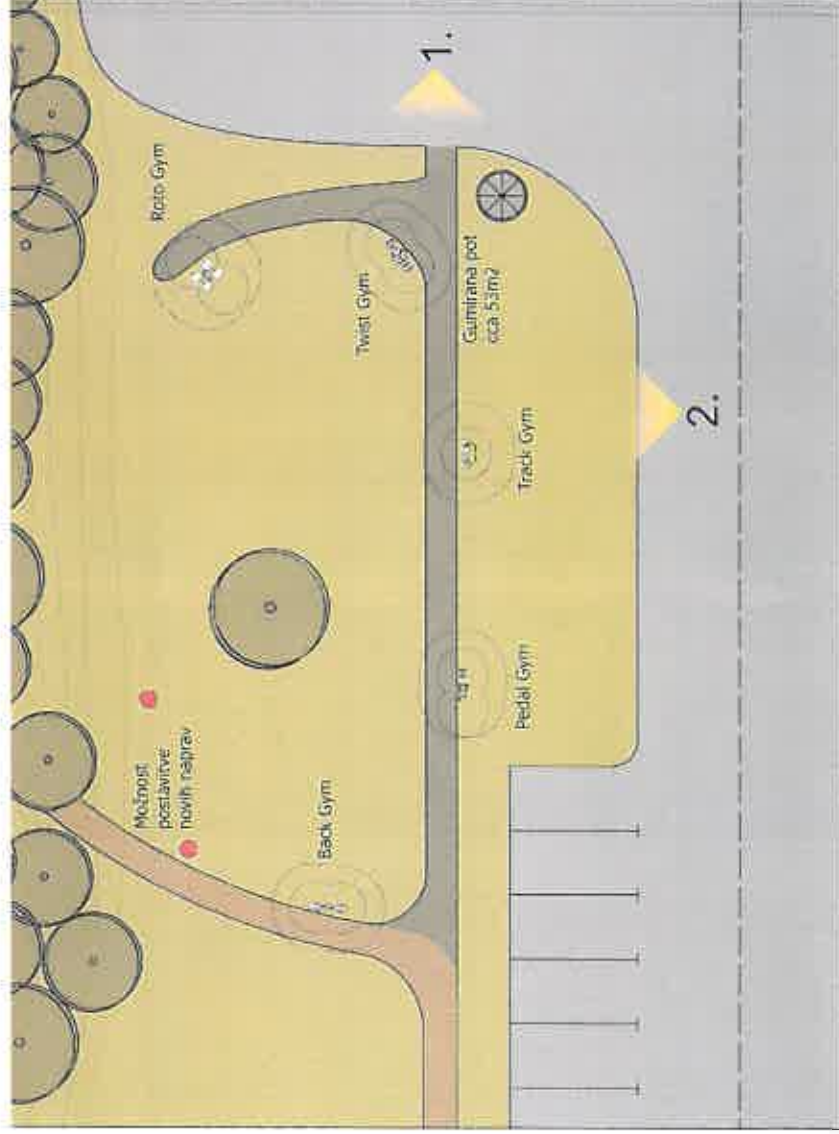 1.
Roto Gym
Twist Gym
Gumirana pot
cca 53m2
Track Gym
2.
Pedal Gym
Možnost
postavitve
novih naprav
Back Gym